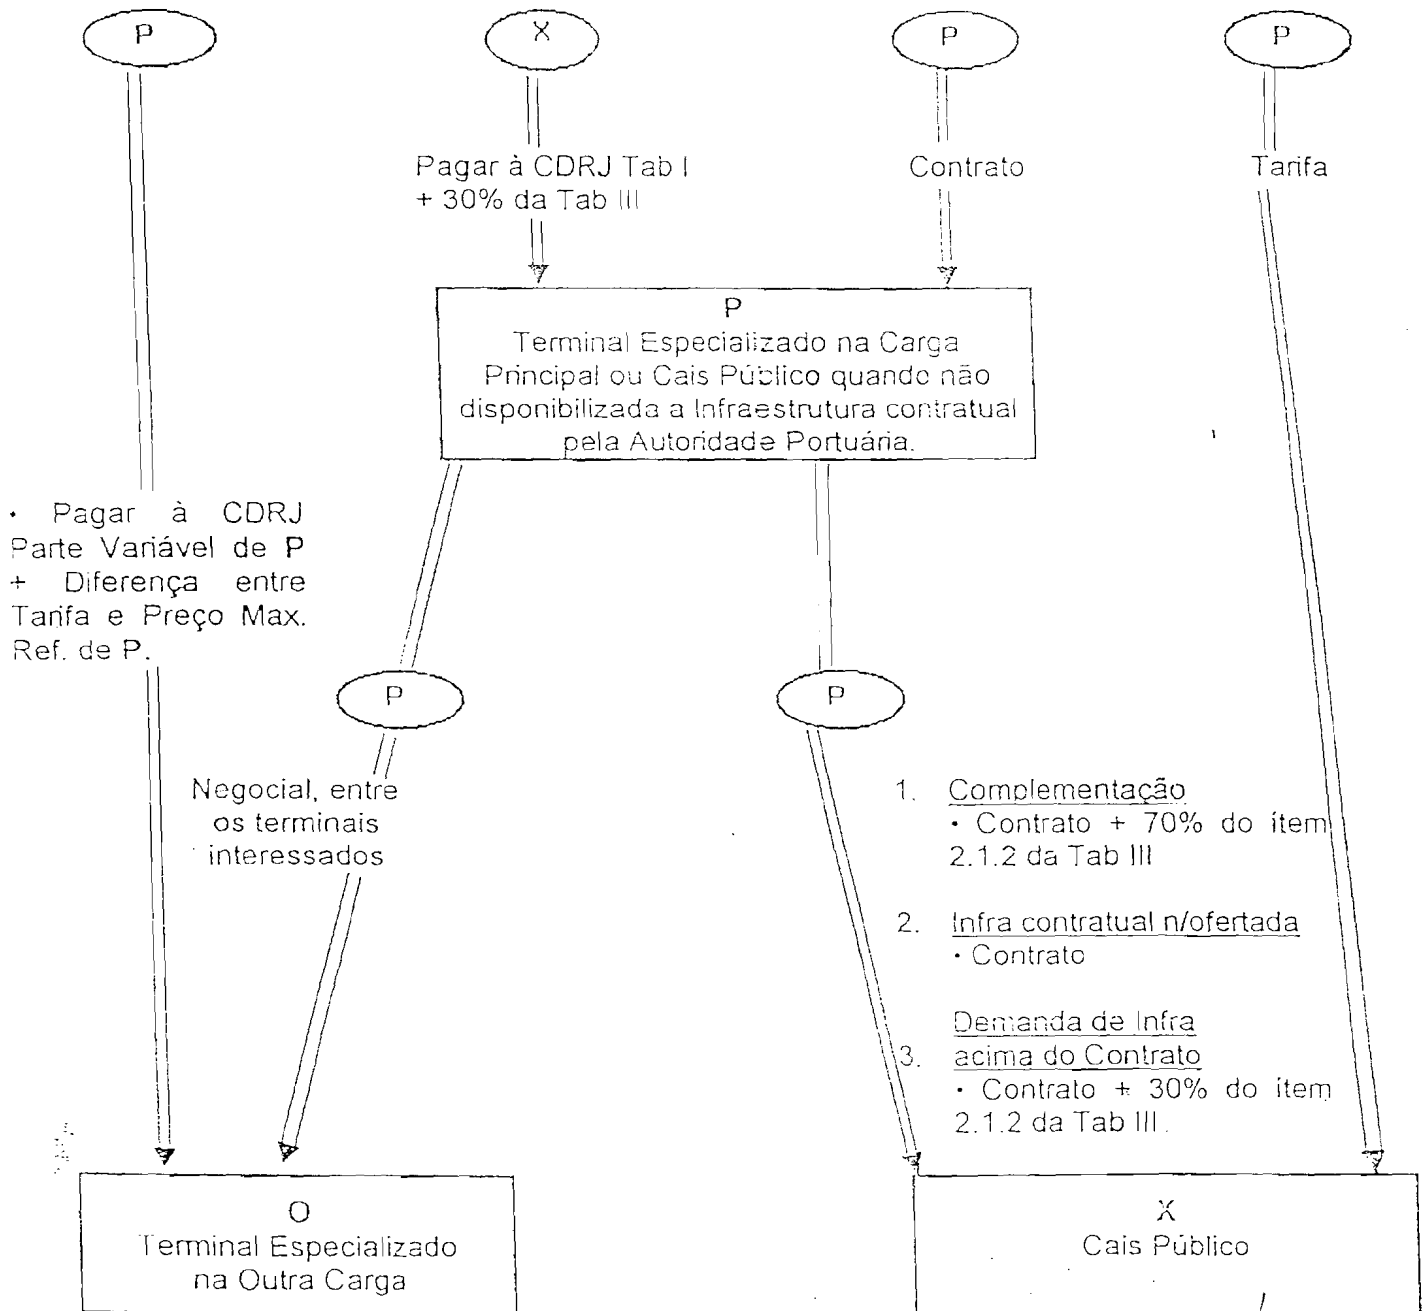 P
X
P
P
Pagar à CDRJ Tab I
+ 30% da Tab III
Contrato
Tarifa
P
Terminal Especializado na Carga
Principal ou Cais Público quando não
disponibilizada a Infraestrutura contratual
pela Autoridade Portuária.
• Pagar à CDRJ
Parte Variável de P
+ Diferença entre
Tarifa e Preço Max.
Ref. de P.
P
P
Negocial, entre
os terminais
interessados
1. Complementação
• Contrato + 70% do ítem
2.1.2 da Tab III
2. Infra contratual n/ofertada
• Contrato
Demanda de Infra
3. acima do Contrato
• Contrato + 30% do ítem
2.1.2 da Tab III.
O
Terminal Especializado
na Outra Carga
X
Cais Público